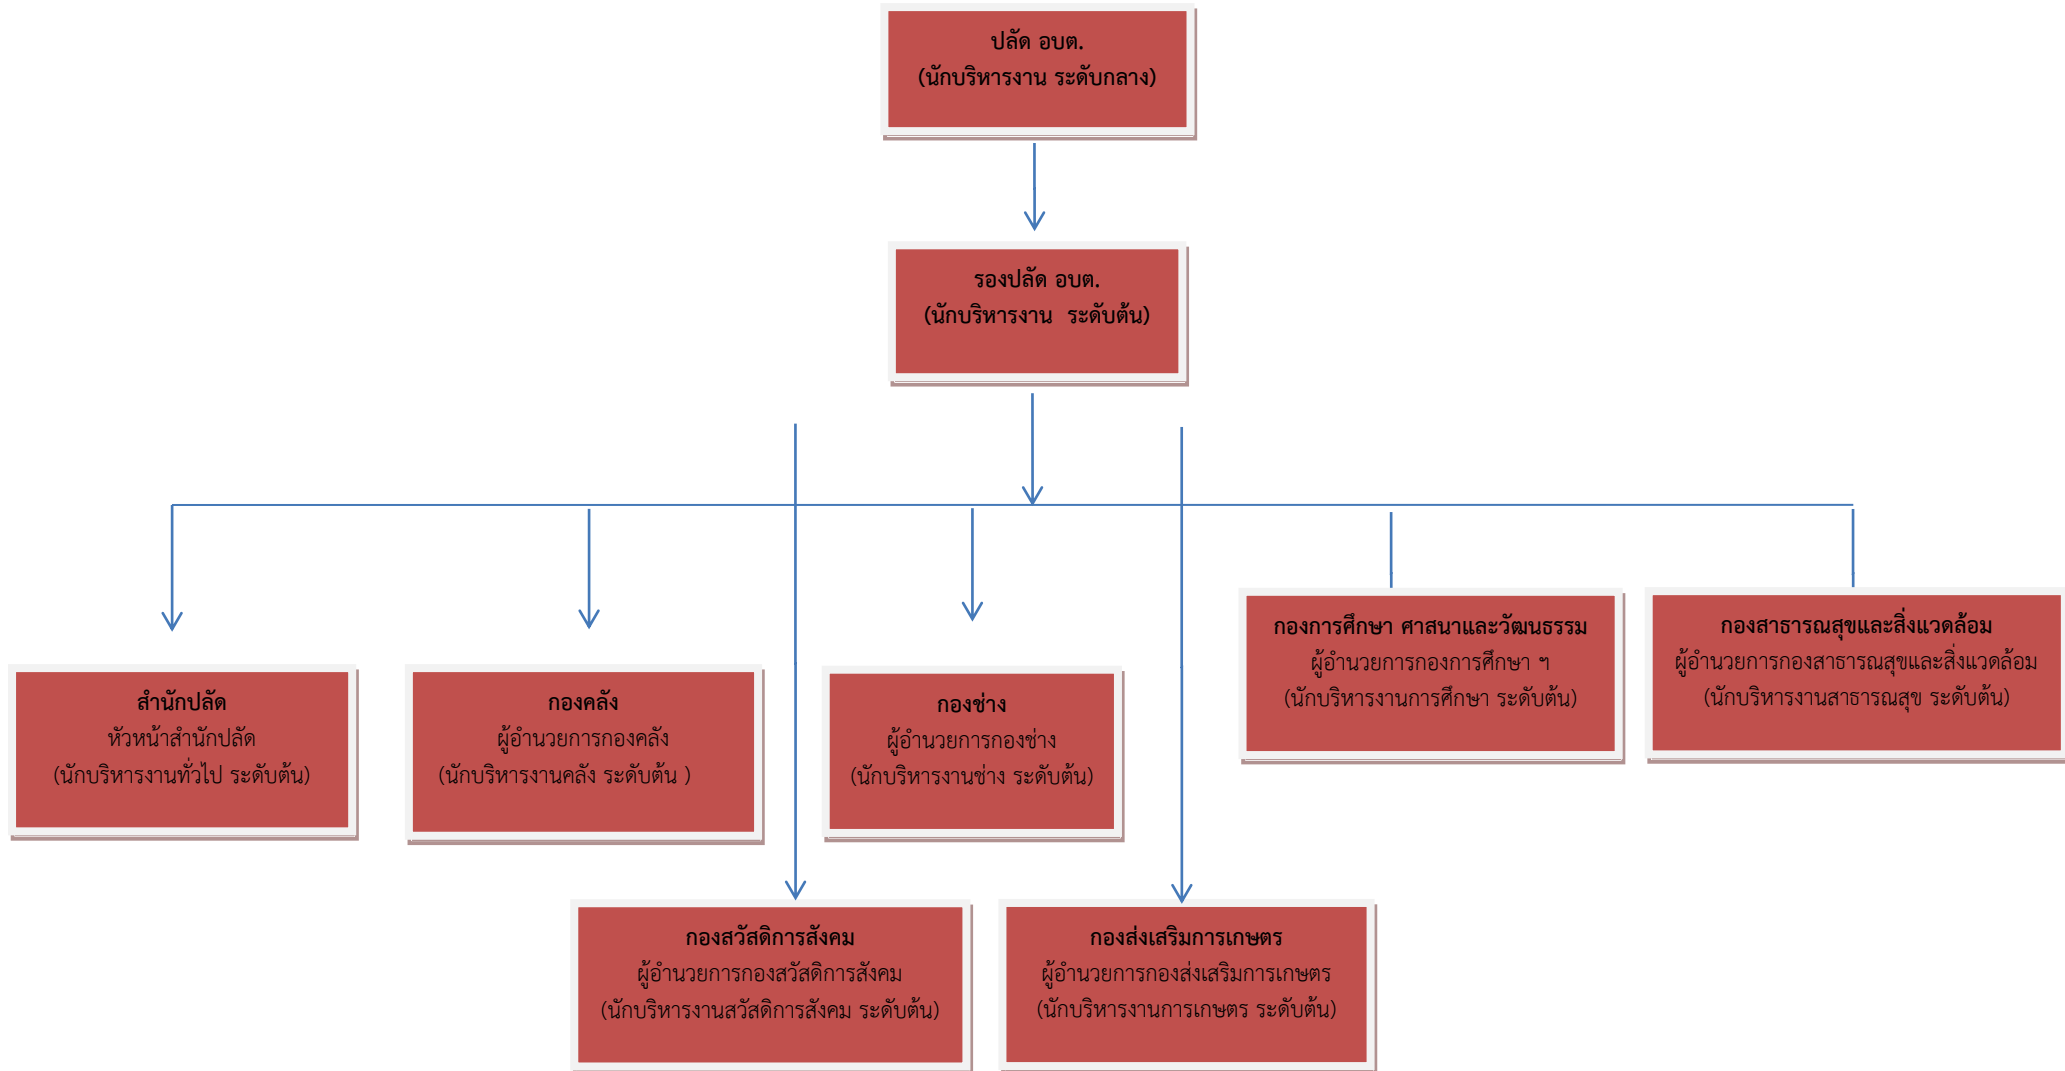 ปลัด อบต.
(นักบริหารงาน ระดับกลาง)
รองปลัด อบต.
(นักบริหารงาน ระดับต้น)
สำนักปลัด
หัวหน้าสำนักปลัด
(นักบริหารงานทั่วไป ระดับต้น)
กองคลัง
ผู้อำนวยการกองคลัง
(นักบริหารงานคลัง ระดับต้น )
กองช่าง
ผู้อำนวยการกองช่าง
(นักบริหารงานช่าง ระดับต้น)
กองการศึกษา ศาสนาและวัฒนธรรม
ผู้อำนวยการกองการศึกษา ฯ
(นักบริหารงานการศึกษา ระดับต้น)
กองสาธารณสุขและสิ่งแวดล้อม
ผู้อำนวยการกองสาธารณสุขและสิ่งแวดล้อม
(นักบริหารงานสาธารณสุข ระดับต้น)
กองสวัสดิการสังคม
ผู้อำนวยการกองสวัสดิการสังคม
(นักบริหารงานสวัสดิการสังคม ระดับต้น)
กองส่งเสริมการเกษตร
ผู้อำนวยการกองส่งเสริมการเกษตร
(นักบริหารงานการเกษตร ระดับต้น)